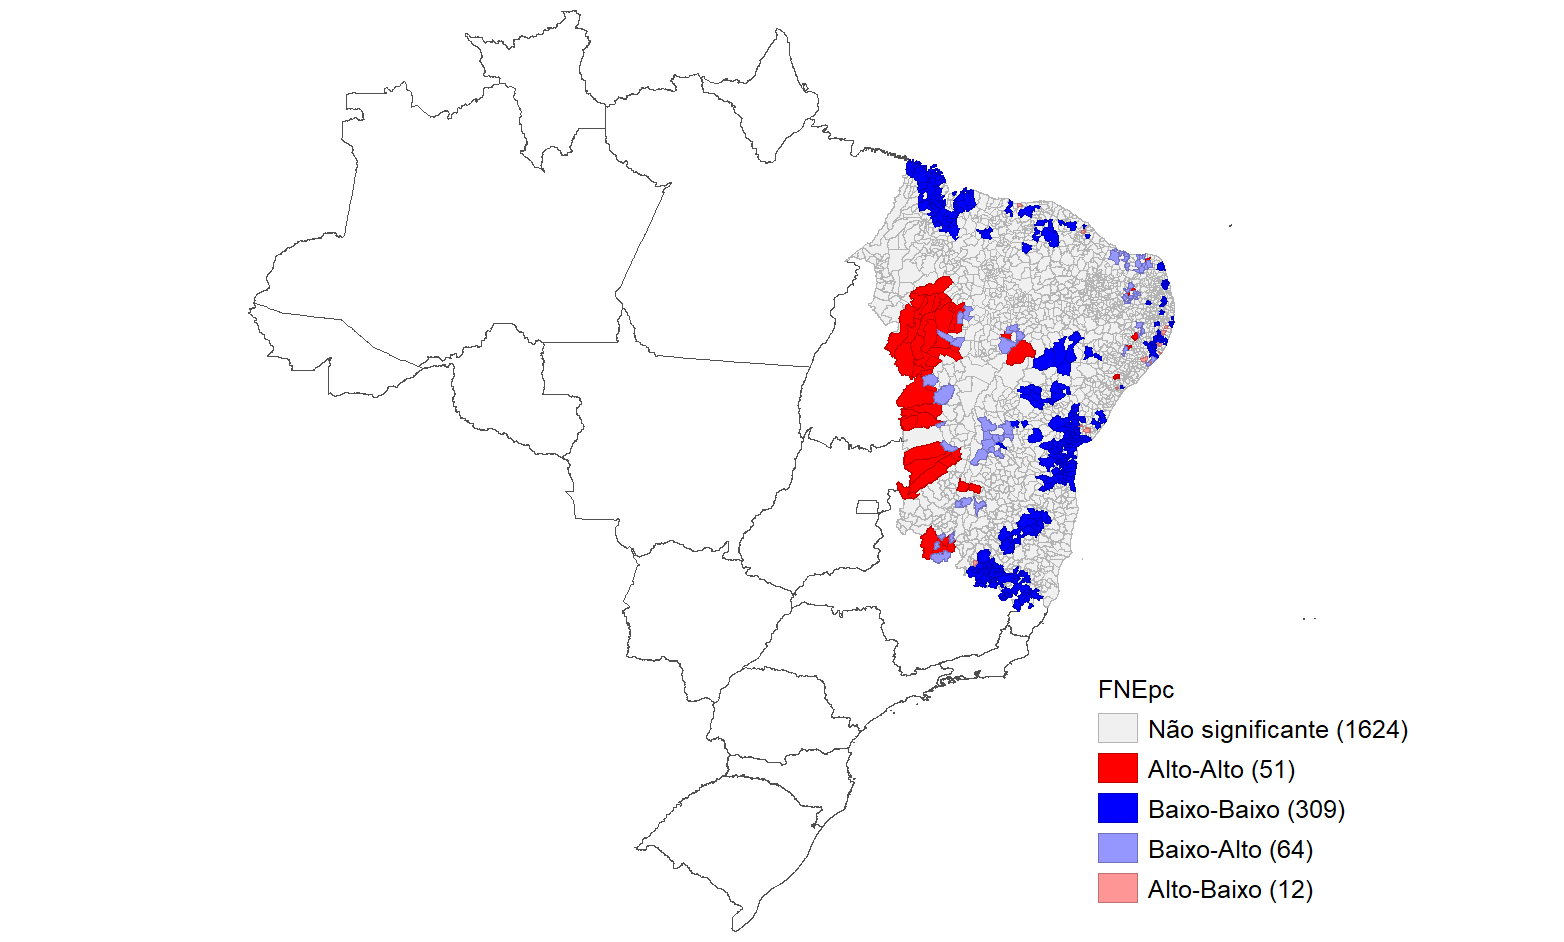 FNEpc
Não significante (1624)
Alto-Alto (51)
Baixo-Baixo (309)
Baixo-Alto (64)
Alto-Baixo (12)